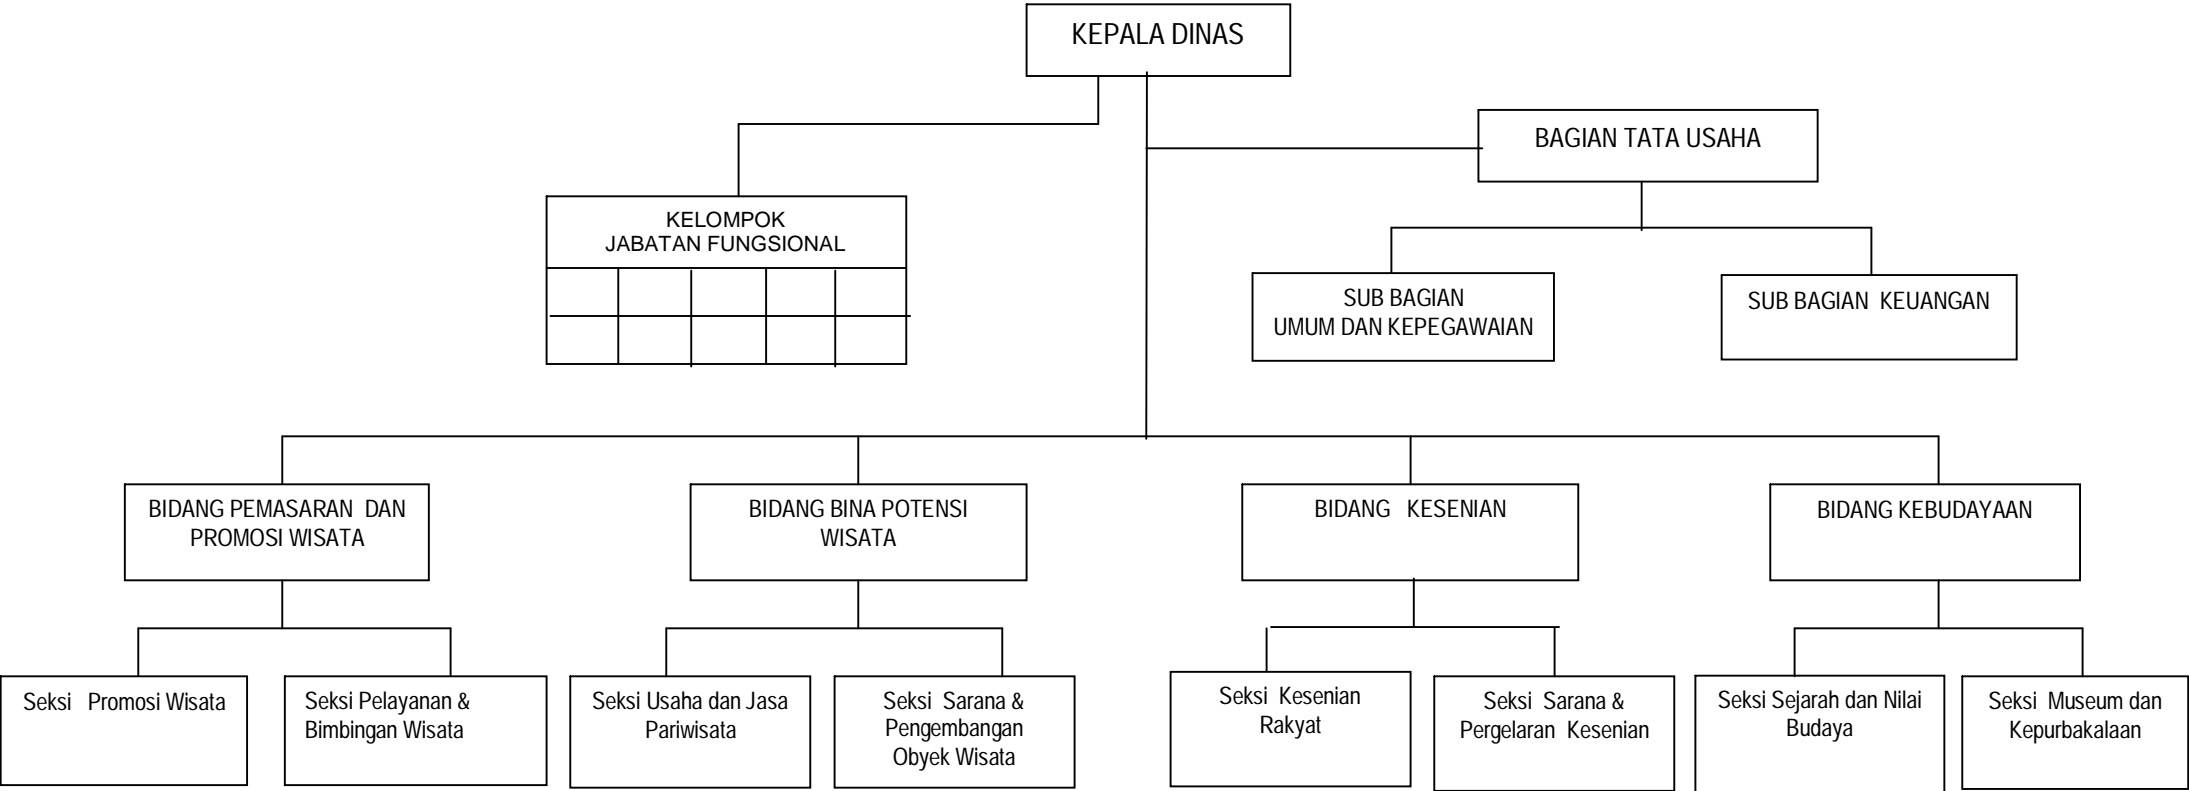 KEPALA DINAS
BAGIAN TATA USAHA
KELOMPOK
JABATAN FUNGSIONAL
SUB BAGIAN
UMUM DAN KEPEGAWAIAN
SUB BAGIAN KEUANGAN
BIDANG PEMASARAN DAN
PROMOSI WISATA
BIDANG BINA POTENSI
WISATA
BIDANG KESENIAN
BIDANG KEBUDAYAAN
Seksi Promosi Wisata
Seksi Pelayanan &
Bimbingan Wisata
Seksi Usaha dan Jasa
Pariwisata
Seksi Sarana &
Pengembangan
Obyek Wisata
Seksi Kesenian
Rakyat
Seksi Sarana &
Pergelaran Kesenian
Seksi Sejarah dan Nilai
Budaya
Seksi Museum dan
Kepurbakalaan